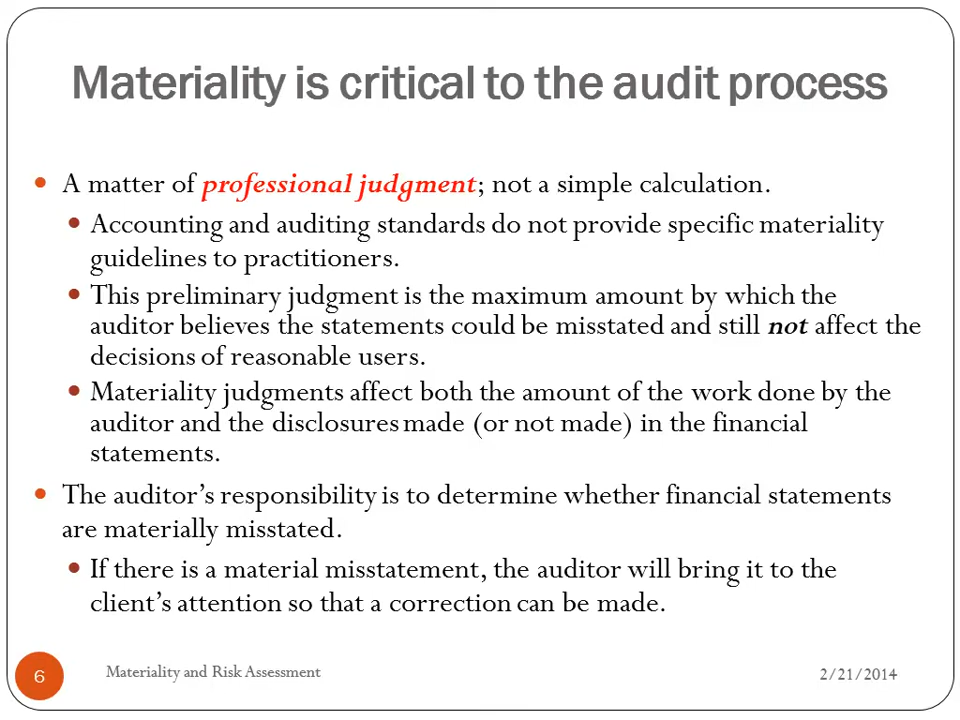 Materiality is critical to the audit process
• A matter of professional judgment; not a simple calculation.
• Accounting and auditing standards do not provide specific materiality
guidelines to practitioners.
• This preliminary judgment is the maximum amount by which the
auditor believes the statements could be misstated and still not affect the
decisions of reasonable users.
• Materiality judgments affect both the amount of the work done by the
auditor and the disclosures made (or not made) in the financial
statements.
• The auditor’s responsibility is to determine whether financial statements
are materially misstated.
• If there is a material misstatement, the auditor will bring it to the
client’s attention so that a correction can be made.
6 Materiality and Risk Assessment 2/21/2014